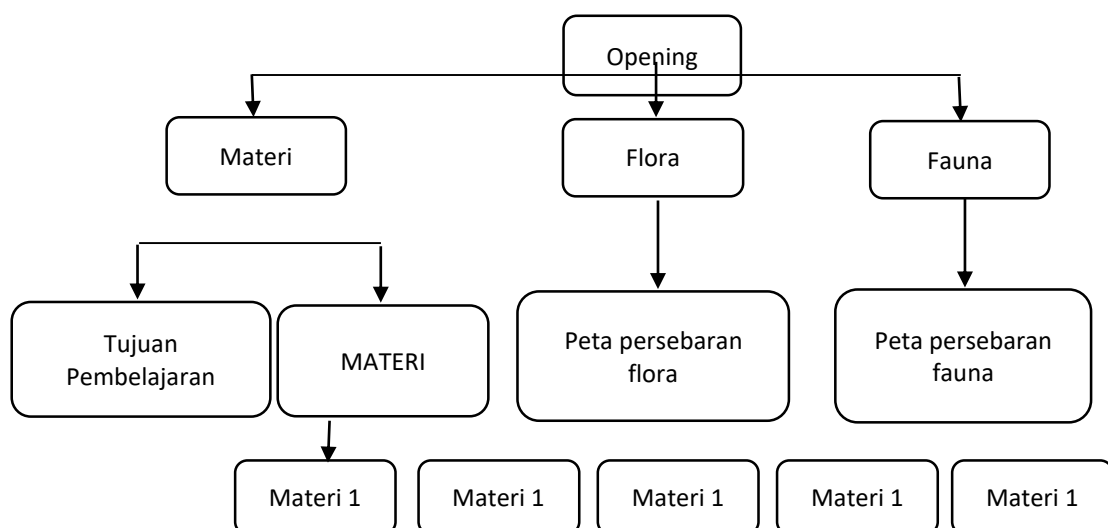 Opening
Materi
Flora
Fauna
Tujuan
Pembelajaran
MATERI
Peta persebaran
flora
Peta persebaran
fauna
Materi 1
Materi 1
Materi 1
Materi 1
Materi 1